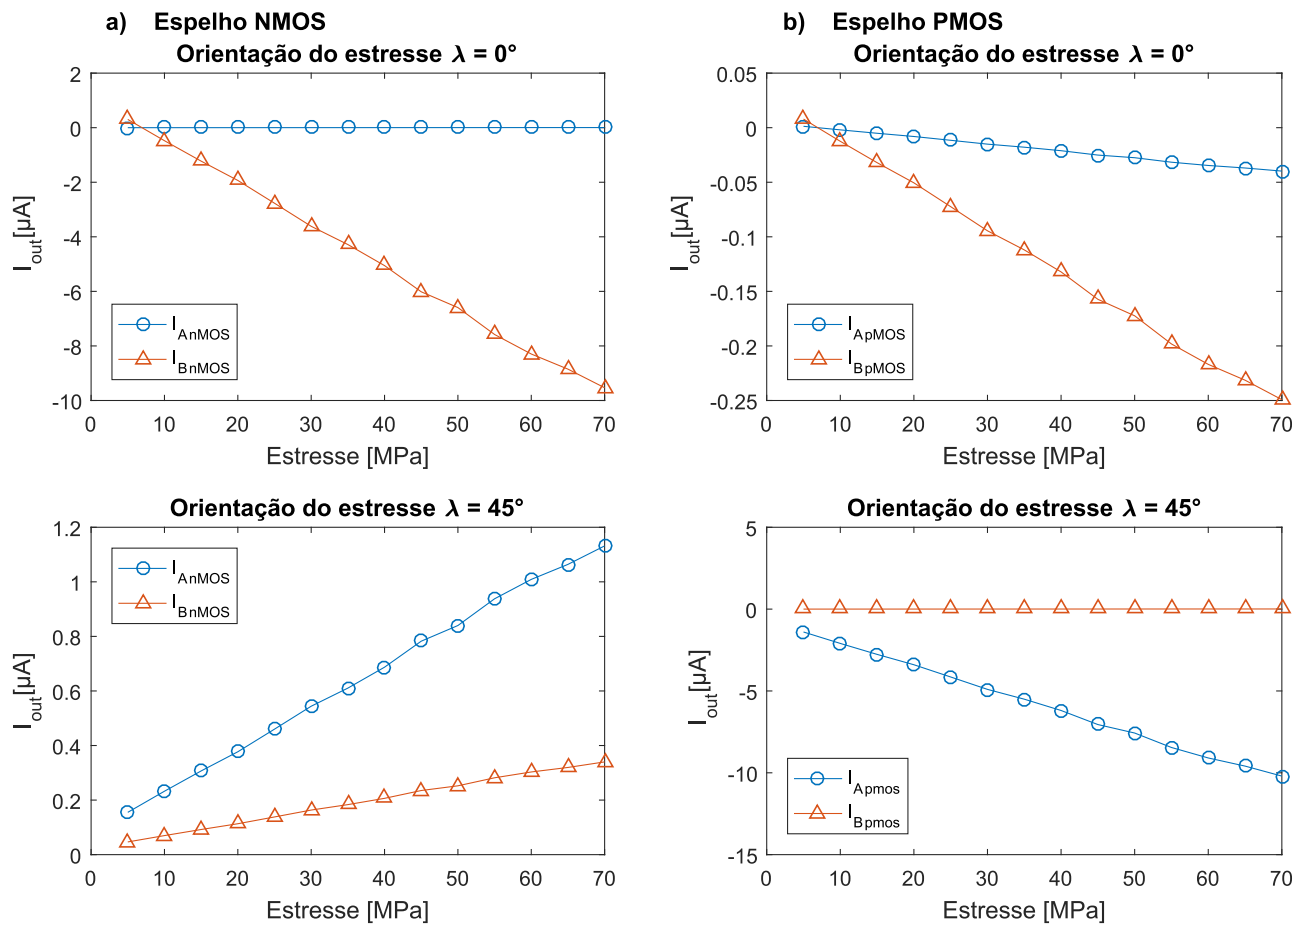 a) Espelho NMOS
Orientação do estresse λ = 0°
2
0
-2
-4
-6
-8
-10
I_out[µA]
I_AnMOS
I_BnMOS
0 10 20 30 40 50 60 70
Estresse [MPa]
b) Espelho PMOS
Orientação do estresse λ = 0°
0.05
0
-0.05
-0.1
-0.15
-0.2
-0.25
I_out[µA]
I_ApMOS
I_BpMOS
0 10 20 30 40 50 60 70
Estresse [MPa]
Orientação do estresse λ = 45°
1.2
1
0.8
0.6
0.4
0.2
0
I_out[µA]
I_AnMOS
I_BnMOS
0 10 20 30 40 50 60 70
Estresse [MPa]
Orientação do estresse λ = 45°
5
0
-5
-10
-15
I_out[µA]
I_Apmos
I_Bpmos
0 10 20 30 40 50 60 70
Estresse [MPa]